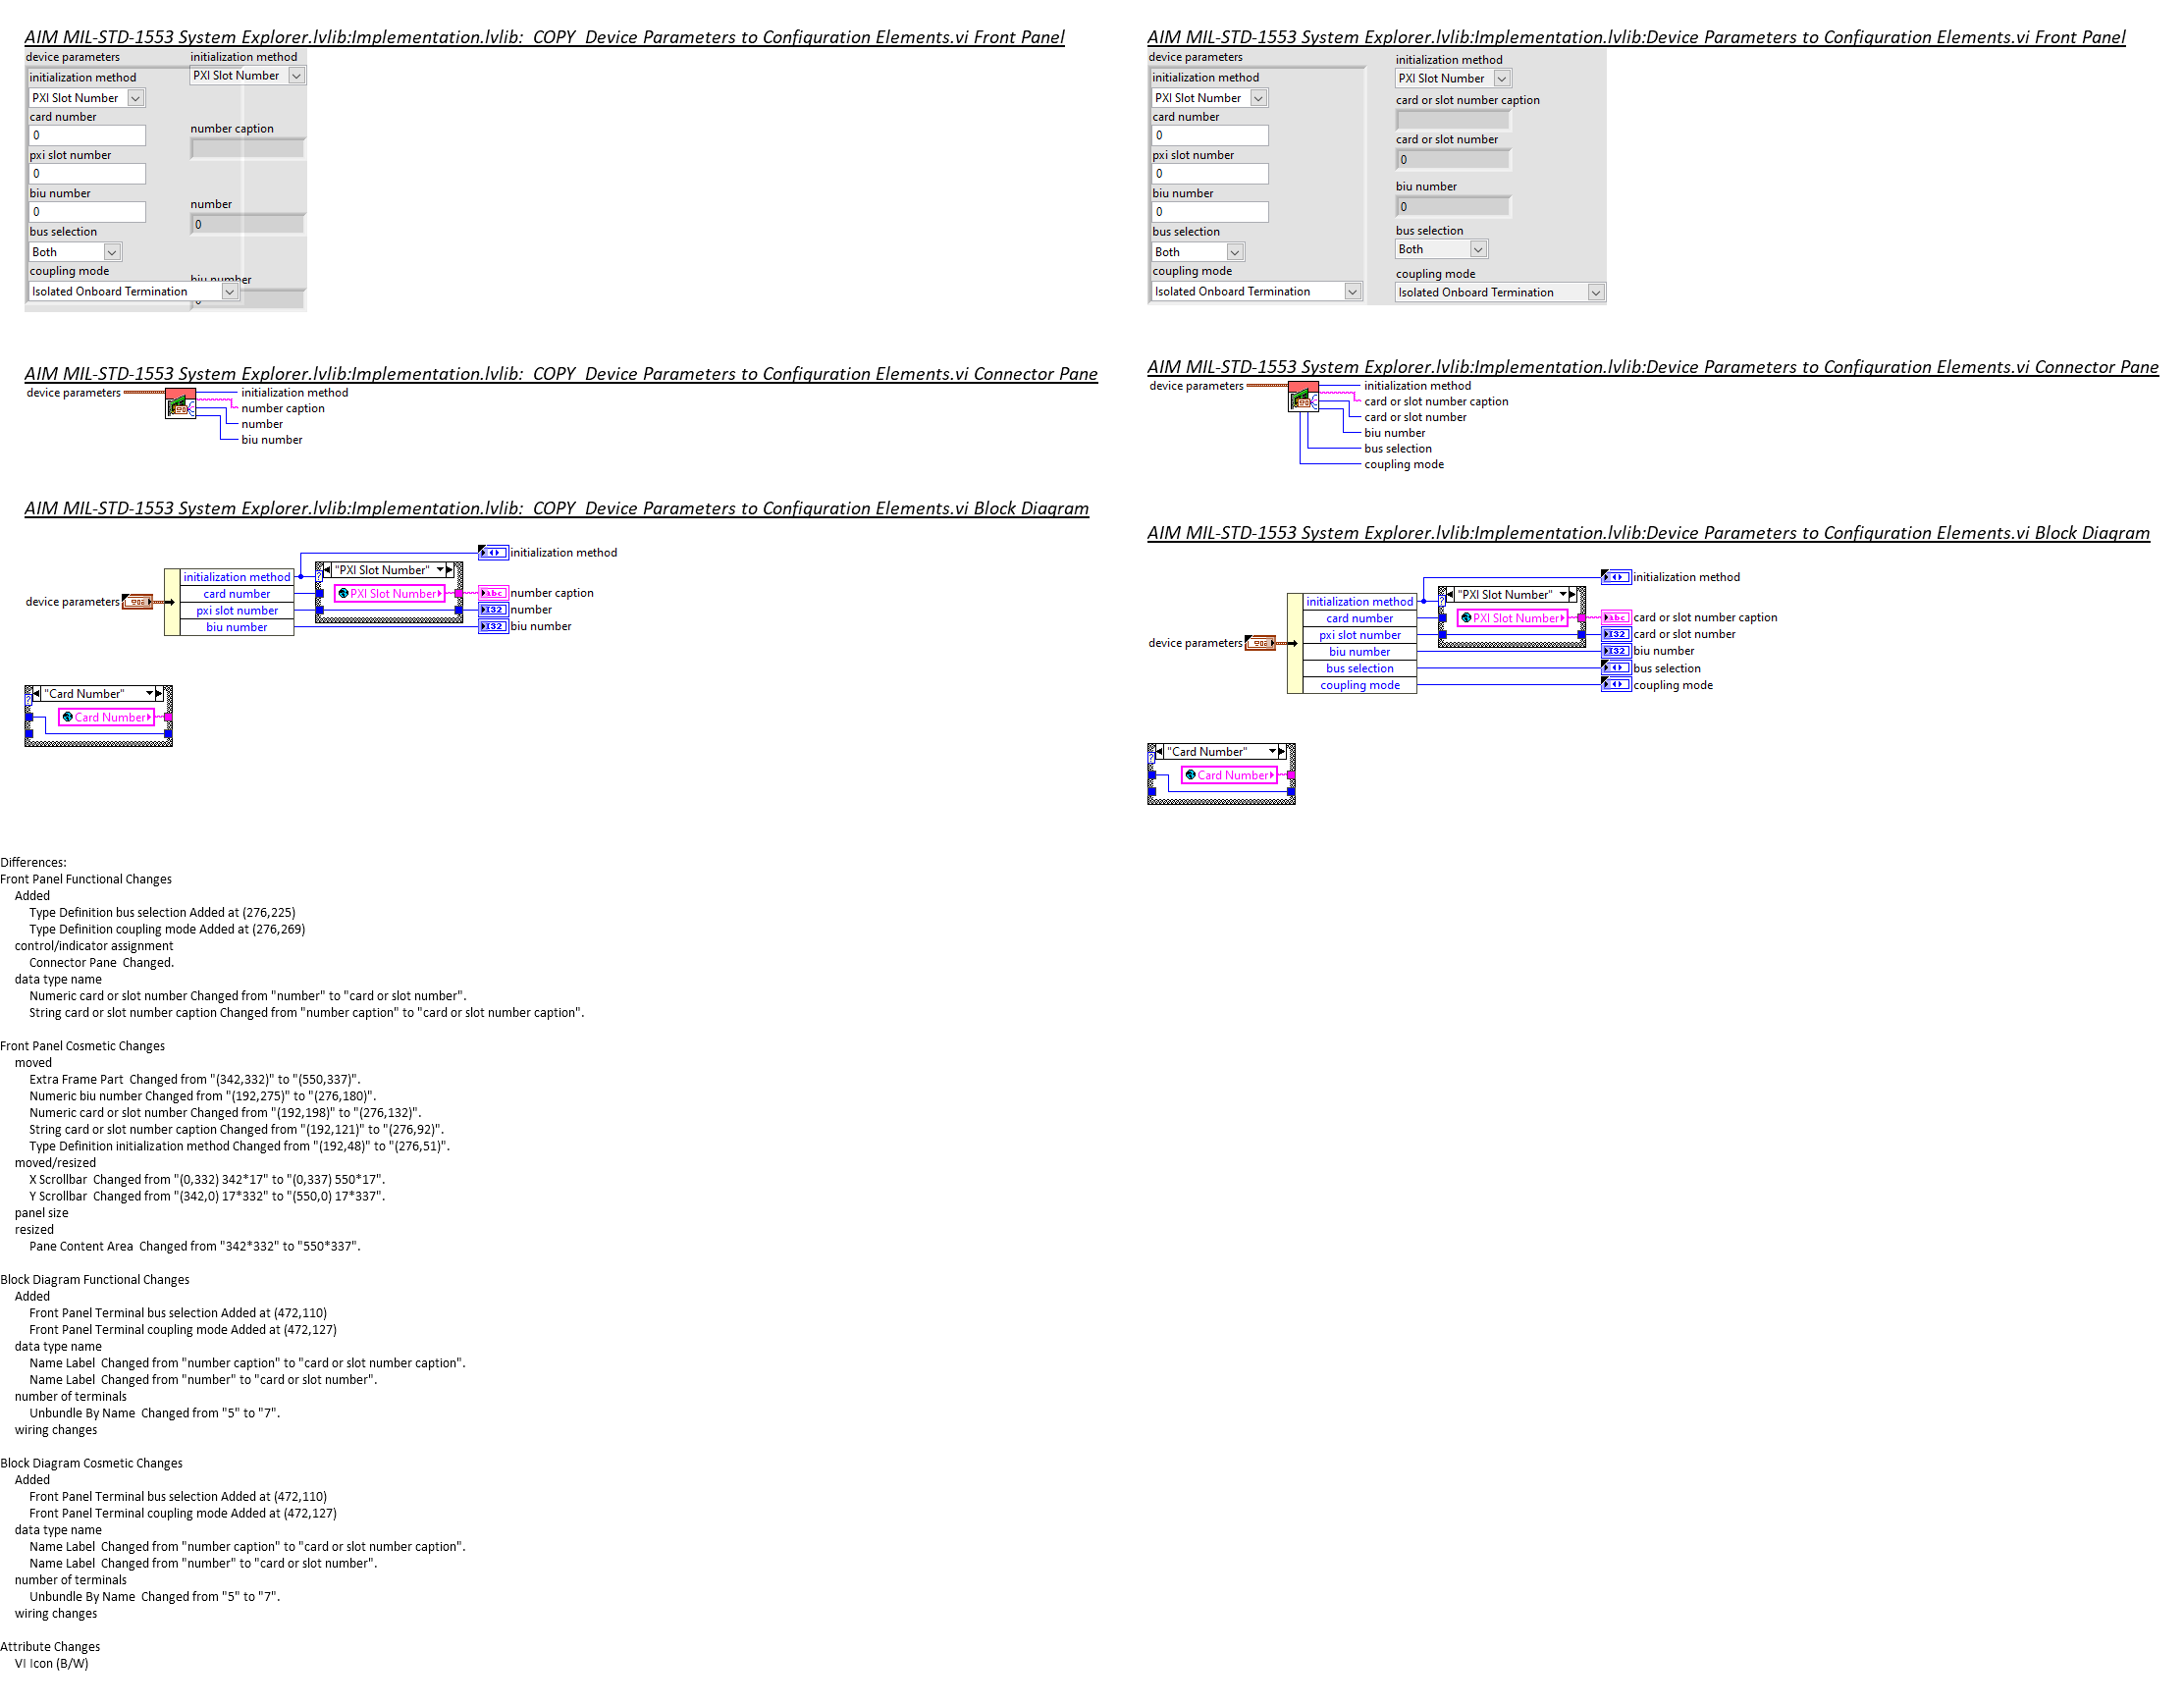 AIM MIL-STD-1553 System Explorer.lvlib:Implementation.lvlib:_COPY_Device Parameters to Configuration Elements.vi Front Panel
device parameters
initialization method
PXI Slot Number
card number
0
pxi slot number
0
biu number
0
bus selection
Both
coupling mode
Isolated Onboard Termination
initialization method
PXI Slot Number
number caption
number
0
biu number
0
AIM MIL-STD-1553 System Explorer.lvlib:Implementation.lvlib:_COPY_Device Parameters to Configuration Elements.vi Connector Pane
device parameters
initialization method
number caption
number
biu number
AIM MIL-STD-1553 System Explorer.lvlib:Implementation.lvlib:_COPY_Device Parameters to Configuration Elements.vi Block Diagram
device parameters
initialization method
card number
pxi slot number
biu number
?
"PXI Slot Number"
PXI Slot Number
initialization method
abc
number caption
I32
number
I32
biu number
"Card Number"
?
Card Number
AIM MIL-STD-1553 System Explorer.lvlib:Implementation.lvlib:Device Parameters to Configuration Elements.vi Front Panel
device parameters
initialization method
PXI Slot Number
card number
0
pxi slot number
0
biu number
0
bus selection
Both
coupling mode
Isolated Onboard Termination
initialization method
PXI Slot Number
card or slot number caption
card or slot number
0
biu number
0
bus selection
Both
coupling mode
Isolated Onboard Termination
AIM MIL-STD-1553 System Explorer.lvlib:Implementation.lvlib:Device Parameters to Configuration Elements.vi Connector Pane
device parameters
initialization method
card or slot number caption
card or slot number
biu number
bus selection
coupling mode
AIM MIL-STD-1553 System Explorer.lvlib:Implementation.lvlib:Device Parameters to Configuration Elements.vi Block Diagram
device parameters
initialization method
card number
pxi slot number
biu number
bus selection
coupling mode
?
"PXI Slot Number"
PXI Slot Number
initialization method
abc
card or slot number caption
I32
card or slot number
I32
biu number
bus selection
coupling mode
"Card Number"
?
Card Number
Differences:
Front Panel Functional Changes
Added
Type Definition bus selection Added at (276,225)
Type Definition coupling mode Added at (276,269)
control/indicator assignment
Connector Pane  Changed.
data type name
Numeric card or slot number Changed from "number" to "card or slot number".
String card or slot number caption Changed from "number caption" to "card or slot number caption".
Front Panel Cosmetic Changes
moved
Extra Frame Part  Changed from "(342,332)" to "(550,337)".
Numeric biu number Changed from "(192,275)" to "(276,180)".
Numeric card or slot number Changed from "(192,198)" to "(276,132)".
String card or slot number caption Changed from "(192,121)" to "(276,92)".
Type Definition initialization method Changed from "(192,48)" to "(276,51)".
moved/resized
X Scrollbar  Changed from "(0,332) 342*17" to "(0,337) 550*17".
Y Scrollbar  Changed from "(342,0) 17*332" to "(550,0) 17*337".
panel size
resized
Pane Content Area  Changed from "342*332" to "550*337".
Block Diagram Functional Changes
Added
Front Panel Terminal bus selection Added at (472,110)
Front Panel Terminal coupling mode Added at (472,127)
data type name
Name Label  Changed from "number caption" to "card or slot number caption".
Name Label  Changed from "number" to "card or slot number".
number of terminals
Unbundle By Name  Changed from "5" to "7".
wiring changes
Block Diagram Cosmetic Changes
Added
Front Panel Terminal bus selection Added at (472,110)
Front Panel Terminal coupling mode Added at (472,127)
data type name
Name Label  Changed from "number caption" to "card or slot number caption".
Name Label  Changed from "number" to "card or slot number".
number of terminals
Unbundle By Name  Changed from "5" to "7".
wiring changes
Attribute Changes
VI Icon (B/W)